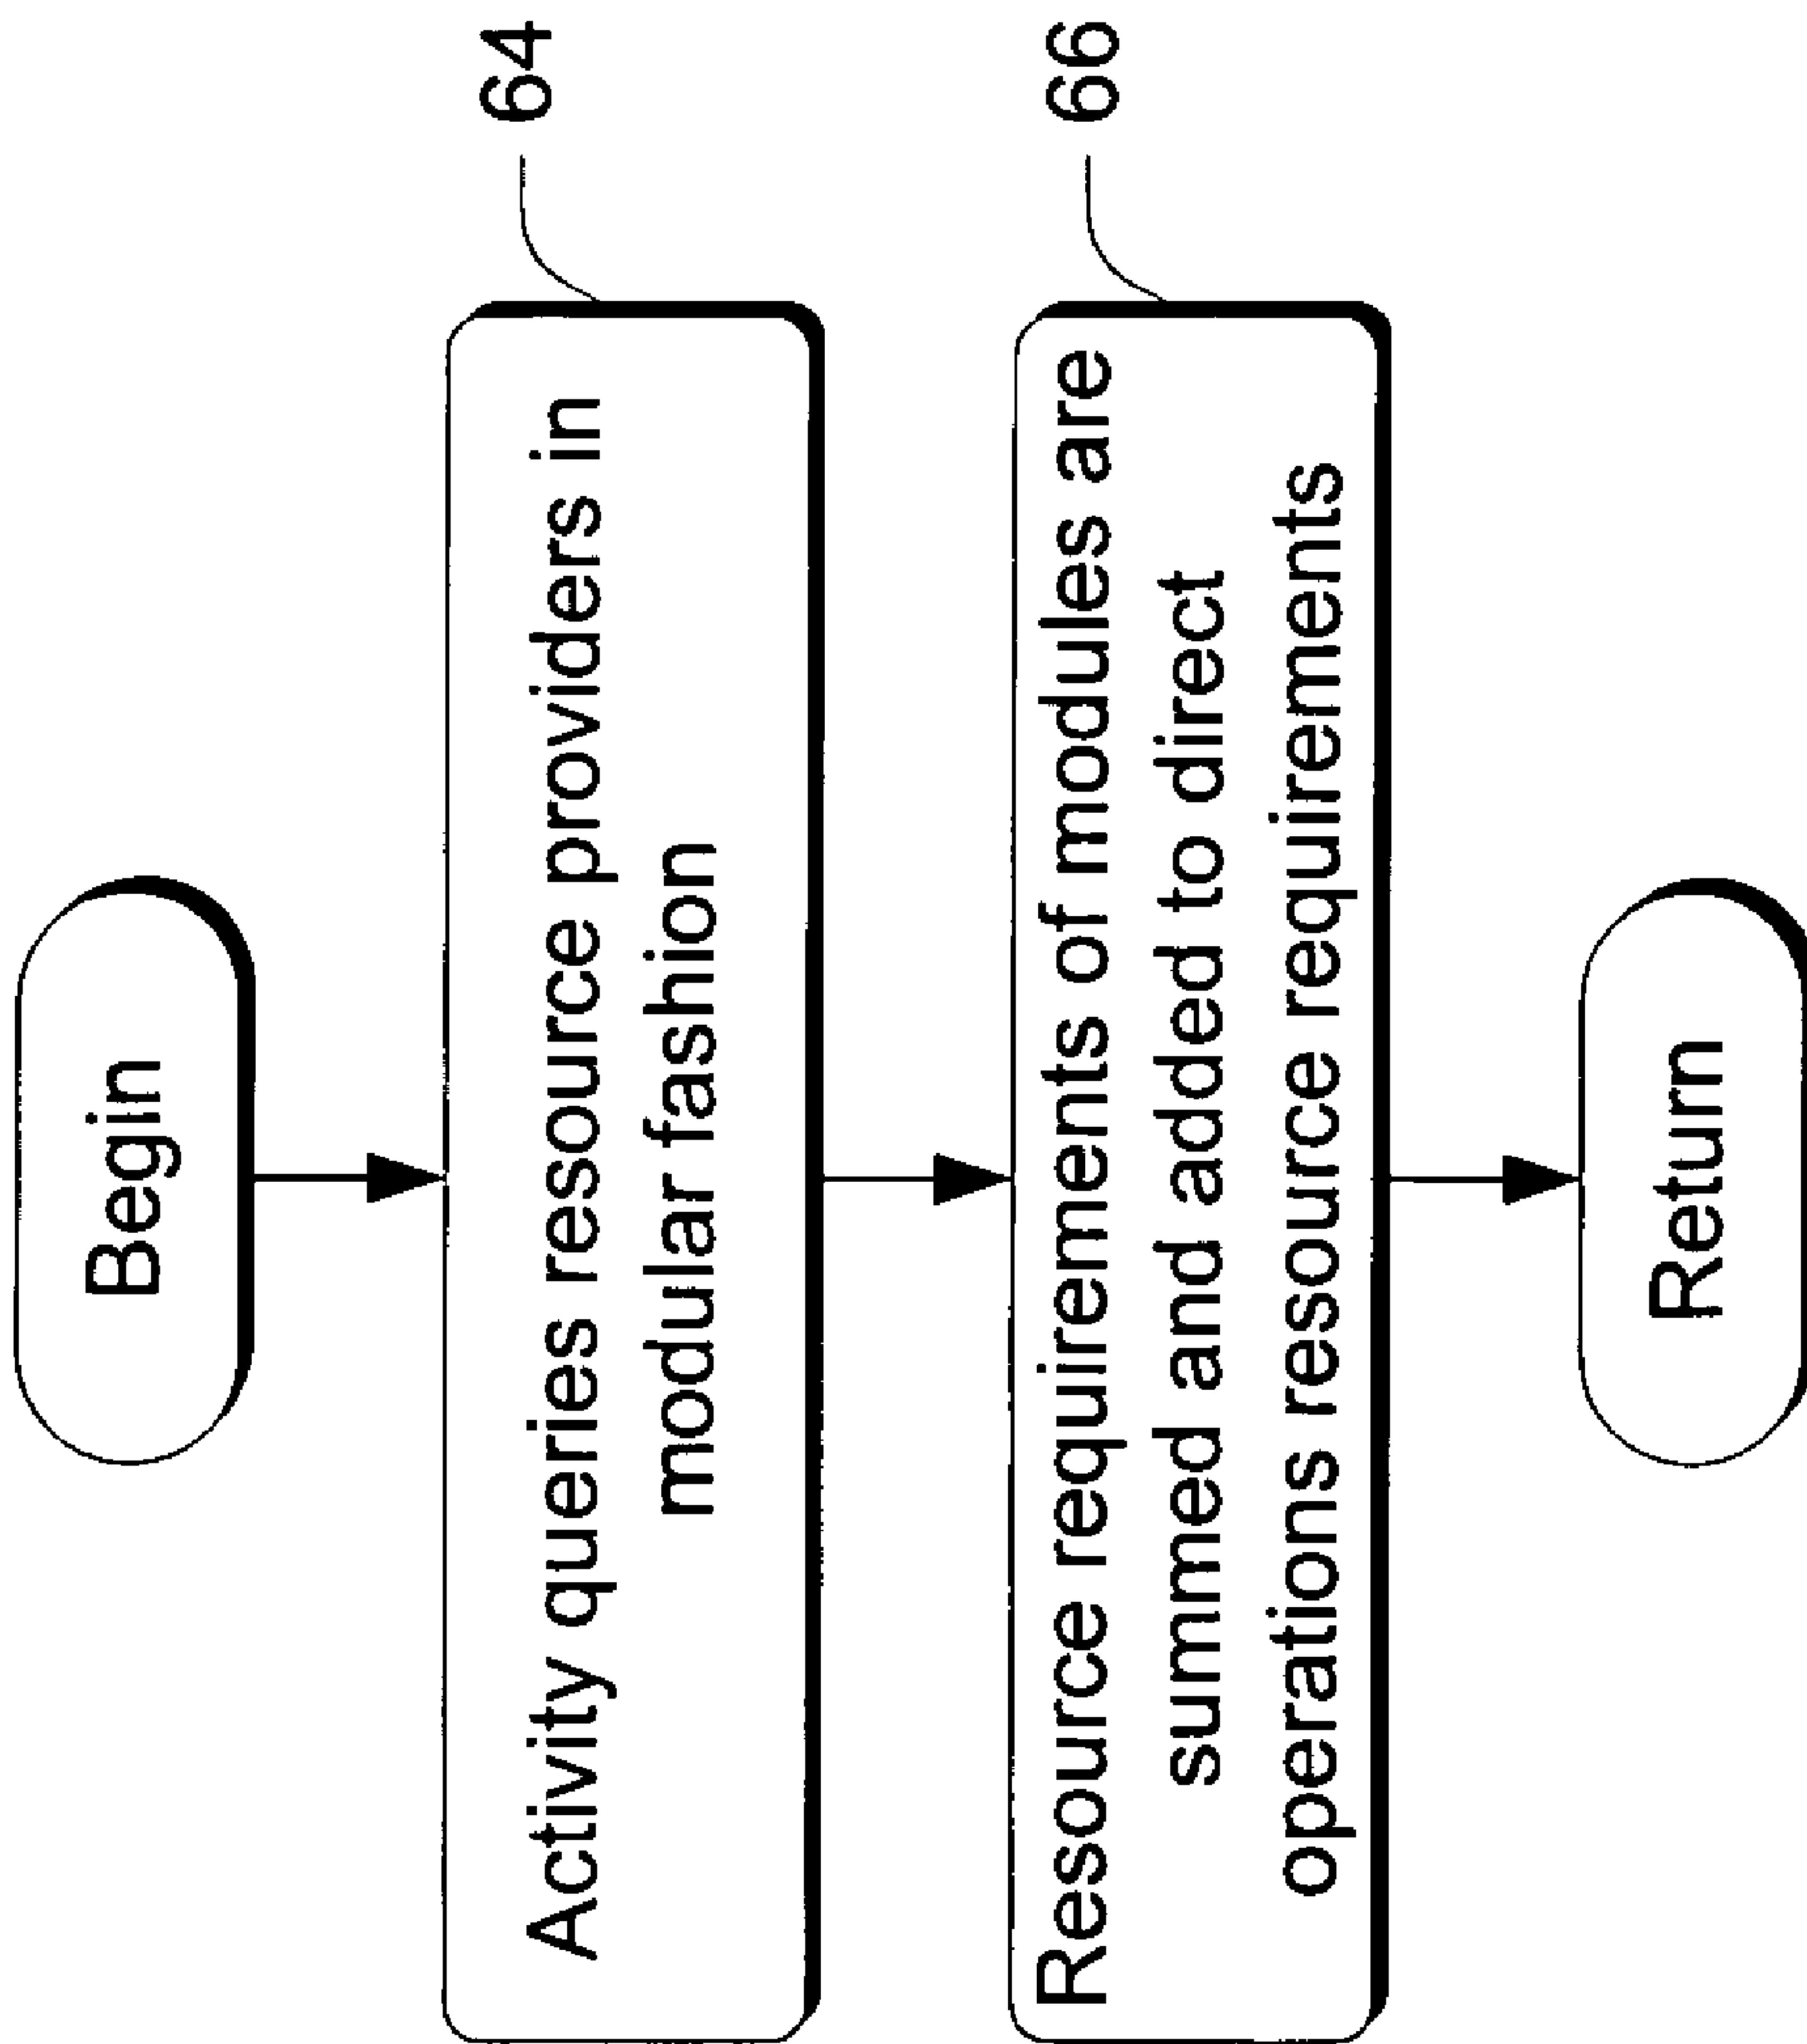 Begin
Activity queries resource providers in
modular fashion
64
Resource requirements of modules are
summed and added to direct
operations resource requirements
66
Return